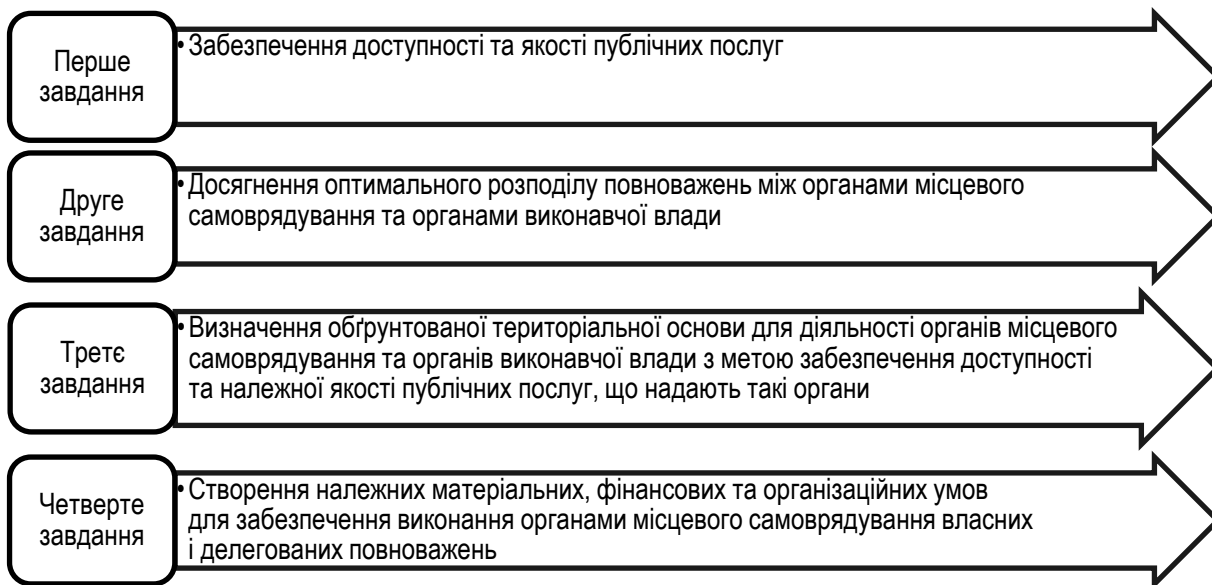 Перше
завдання
• Забезпечення доступності та якості публічних послуг
Друге
завдання
• Досягнення оптимального розподілу повноважень між органами місцевого
самоврядування та органами виконавчої влади
Третє
завдання
• Визначення обґрунтованої територіальної основи для діяльності органів місцевого
самоврядування та органів виконавчої влади з метою забезпечення доступності
та належної якості публічних послуг, що надають такі органи
Четверте
завдання
• Створення належних матеріальних, фінансових та організаційних умов
для забезпечення виконання органами місцевого самоврядування власних
і делегованих повноважень